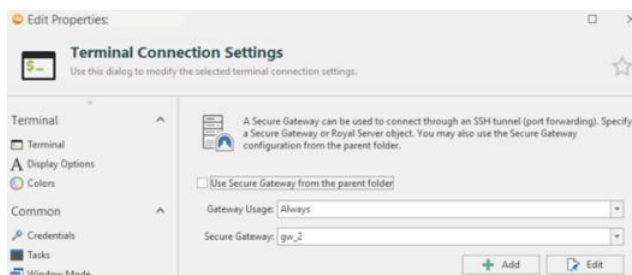 Edit Properties:
Terminal Connection Settings
Use this dialog to modify the selected terminal connection settings.
$_
Terminal
Terminal
Display Options
Colors
Common
Credentials
Tasks
Window Mode
A Secure Gateway can be used to connect through an SSH tunnel (port forwarding). Specify
a Secure Gateway or Royal Server object. You may also use the Secure Gateway
configuration from the parent folder.
Use Secure Gateway from the parent folder
Gateway Usage: Always
Secure Gateway: gw_2
Add Edit